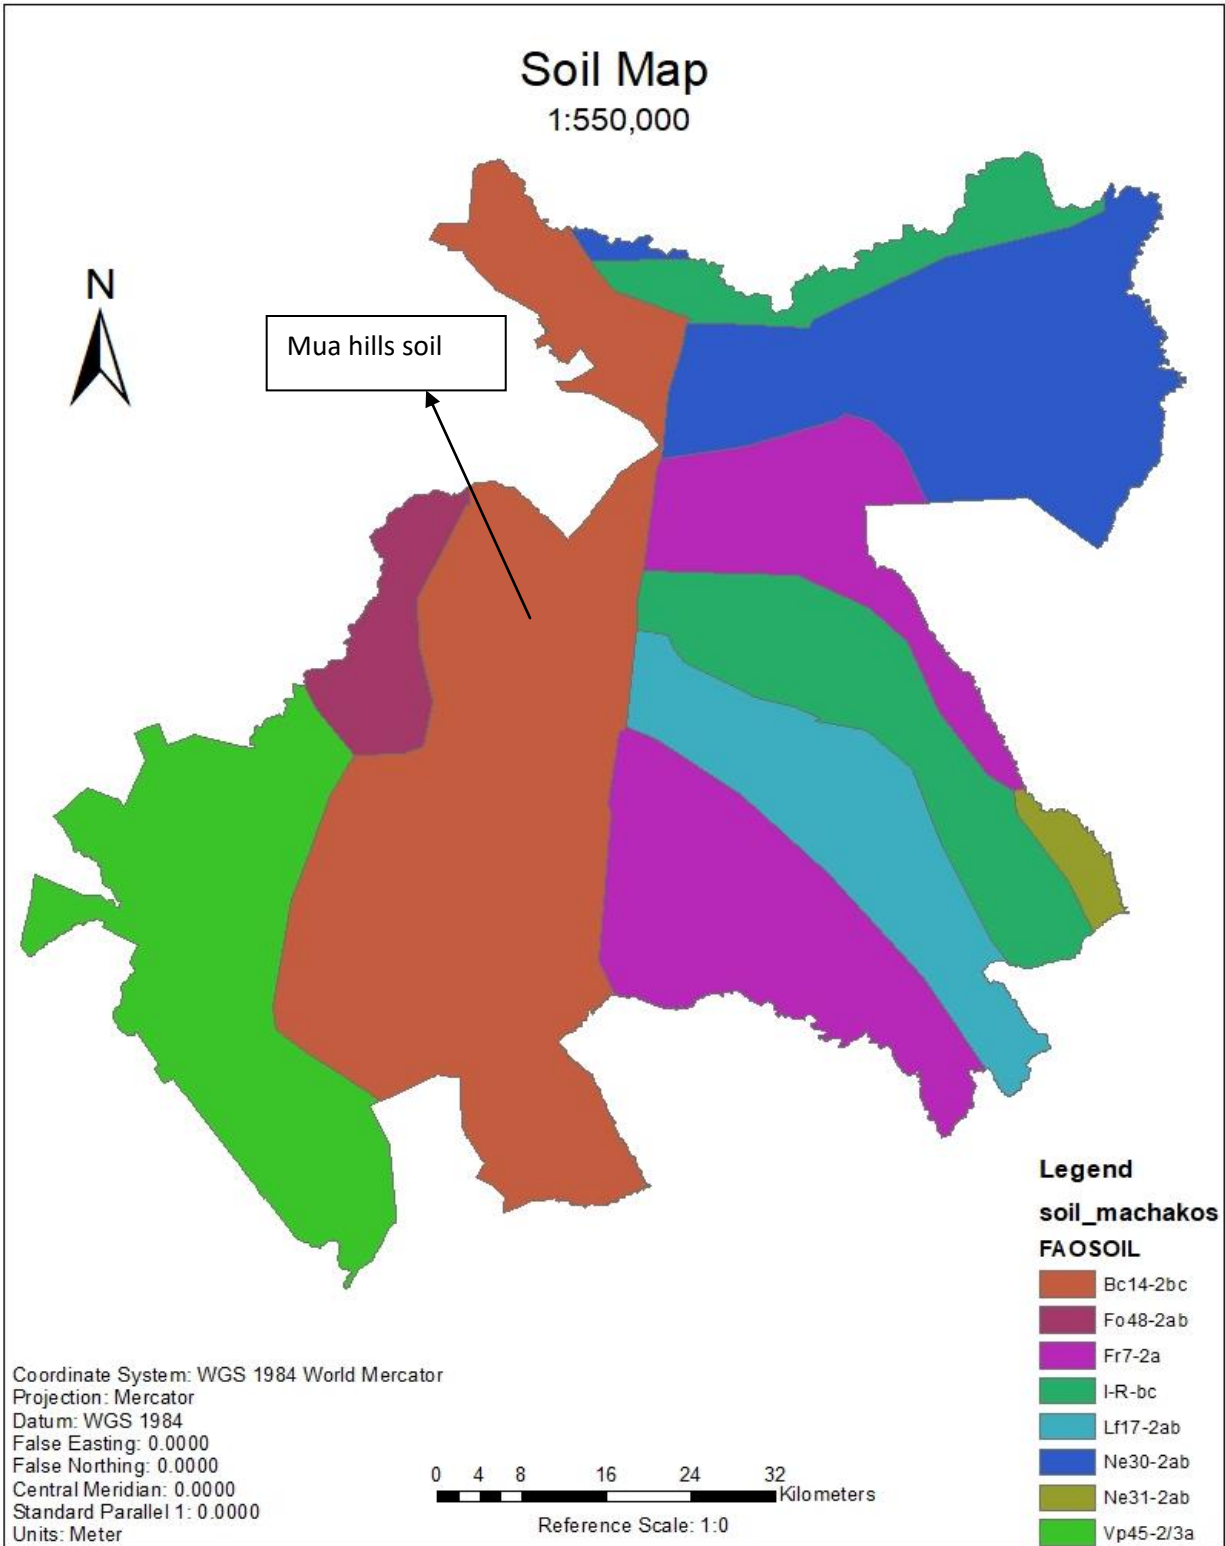 Soil Map
1:550,000
N
Mua hills soil
Legend
soil_machakos
FAOSOIL
Bc14-2bc
Fo48-2ab
Fr7-2a
I-R-bc
Lf17-2ab
Ne30-2ab
Ne31-2ab
Vp45-2/3a
Coordinate System: WGS 1984 World Mercator
Projection: Mercator
Datum: WGS 1984
False Easting: 0.0000
False Northing: 0.0000
Central Meridian: 0.0000
Standard Parallel 1: 0.0000
Units: Meter
0 4 8 16 24 32
Kilometers
Reference Scale: 1:0